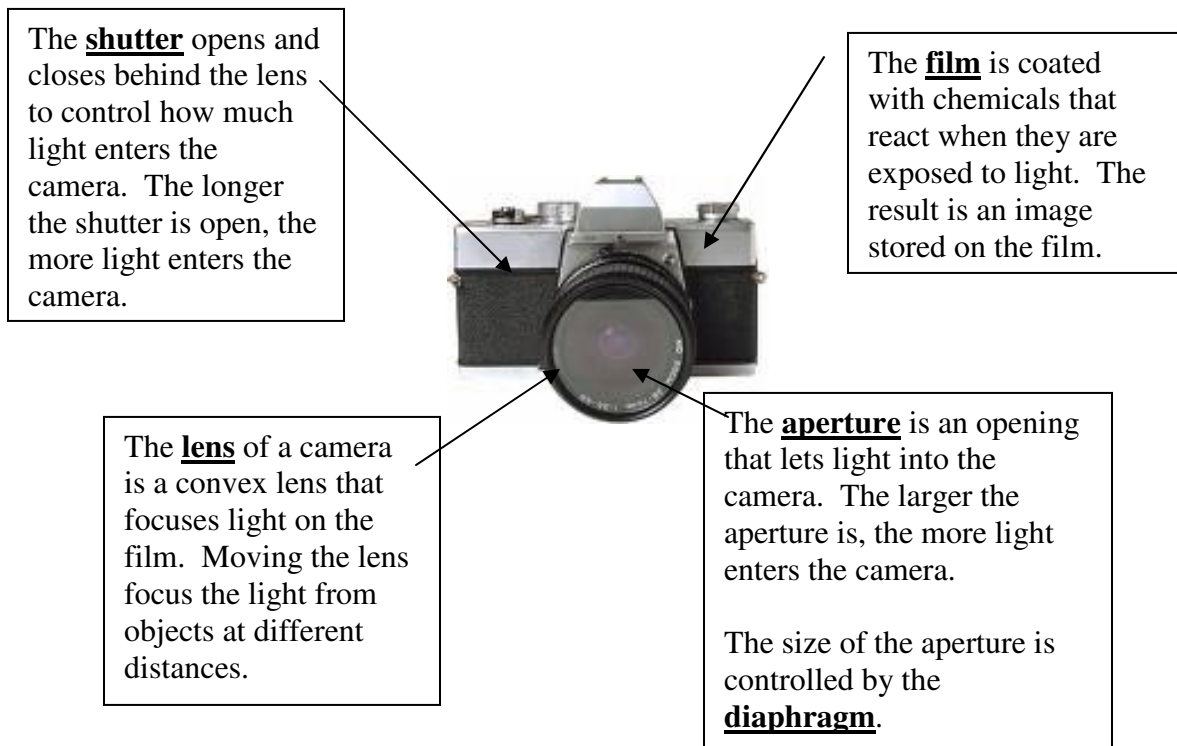 The shutter opens and
closes behind the lens
to control how much
light enters the
camera.  The longer
the shutter is open, the
more light enters the
camera.
The film is coated
with chemicals that
react when they are
exposed to light.  The
result is an image
stored on the film.
The lens of a camera
is a convex lens that
focuses light on the
film.  Moving the lens
focus the light from
objects at different
distances.
The aperture is an opening
that lets light into the
camera.  The larger the
aperture is, the more light
enters the camera.
The size of the aperture is
controlled by the
diaphragm.